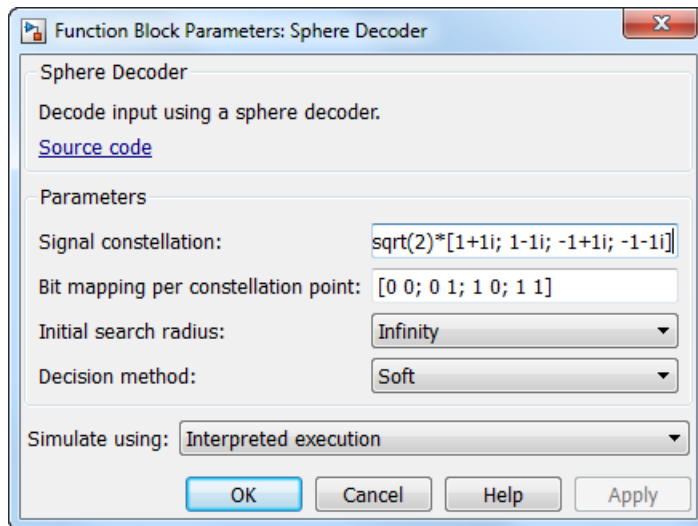 Function Block Parameters: Sphere Decoder
Sphere Decoder
Decode input using a sphere decoder.
Source code
Parameters
Signal constellation: sqrt(2)*[1+1i; 1-1i; -1+1i; -1-1i]
Bit mapping per constellation point: [0 0; 0 1; 1 0; 1 1]
Initial search radius: Infinity
Decision method: Soft
Simulate using: Interpreted execution
OK Cancel Help Apply